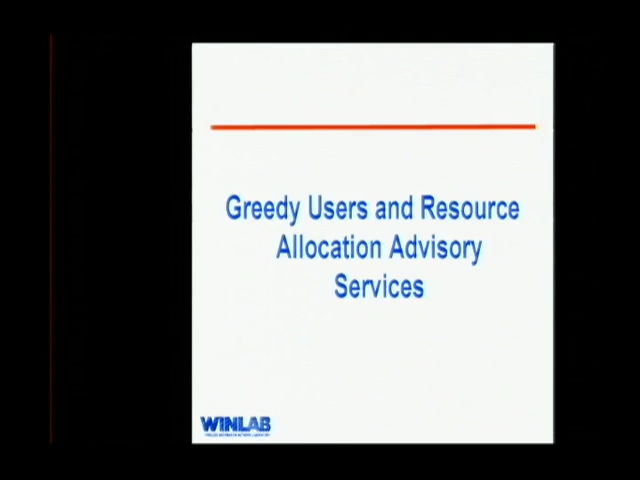 Greedy Users and Resource
Allocation Advisory
Services
WINLAB